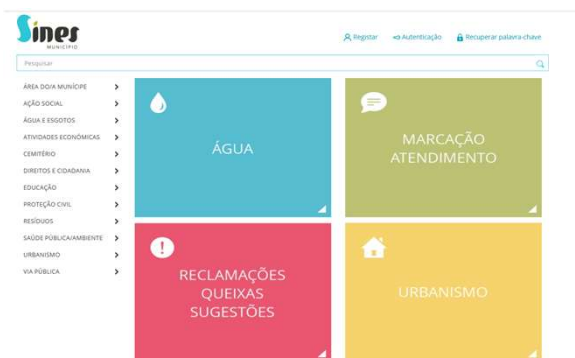 Sines
MUNICÍPIO
Registar
Autenticação
Recuperar palavra-chave
Pesquisar
ÁREA DO/A MUNÍCIPE
AÇÃO SOCIAL
ÁGUA E ESGOTOS
ATIVIDADES ECONÓMICAS
CEMITÉRIO
DIREITOS E CIDADANIA
EDUCAÇÃO
PROTEÇÃO CIVIL
RESÍDUOS
SAÚDE PÚBLICA/AMBIENTE
URBANISMO
VIA PÚBLICA
ÁGUA
MARCAÇÃO
ATENDIMENTO
RECLAMAÇÕES
QUEIXAS
SUGESTÕES
URBANISMO